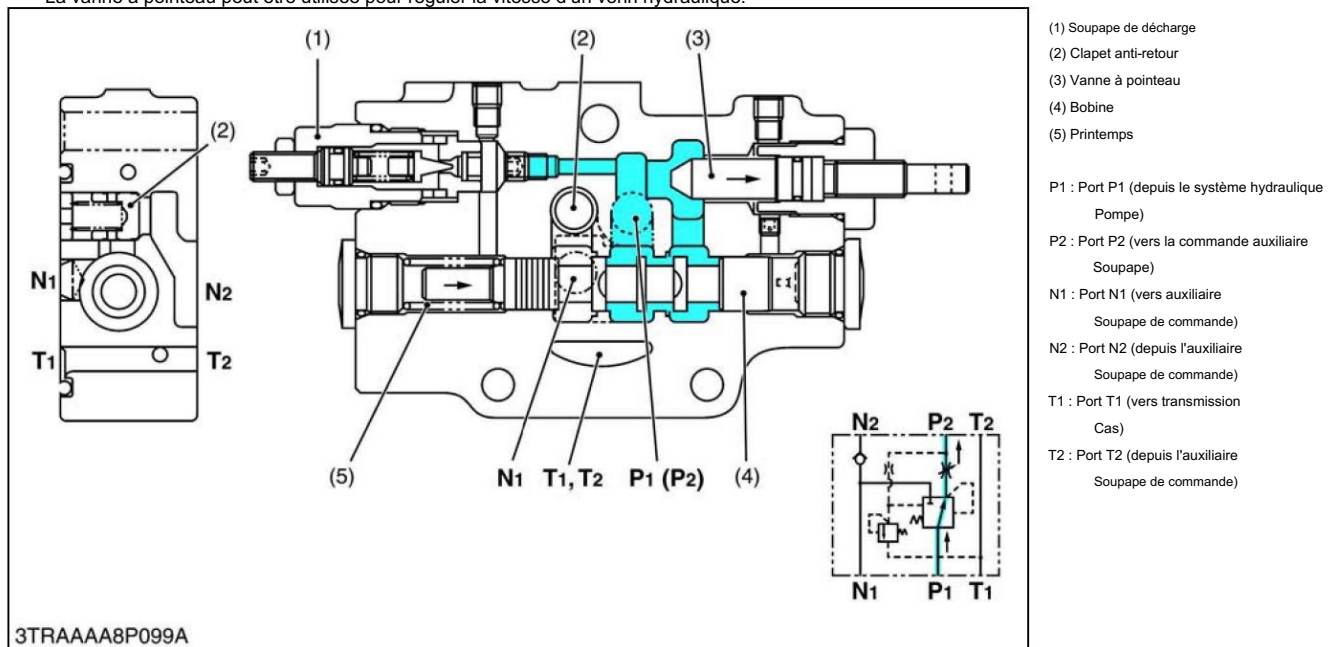 La vanne à pointeau peut être utilisée pour réguler la vitesse d'un vérin hydraulique.
(1)
(2)
(3)
(2)
N1
N2
T1
T2
(5)
N1
T1, T2
P1 (P2)
(4)
N2
P2
T2
N1
P1
T1
3TRAAAA8P099A
(1) Soupape de décharge
(2) Clapet anti-retour
(3) Vanne à pointeau
(4) Bobine
(5) Printemps
P1 : Port P1 (depuis le système hydraulique
Pompe)
P2 : Port P2 (vers la commande auxiliaire
Soupape)
N1 : Port N1 (vers auxiliaire
Soupape de commande)
N2 : Port N2 (depuis l'auxiliaire
Soupape de commande)
T1 : Port T1 (vers transmission
Cas)
T2 : Port T2 (depuis l'auxiliaire
Soupape de commande)